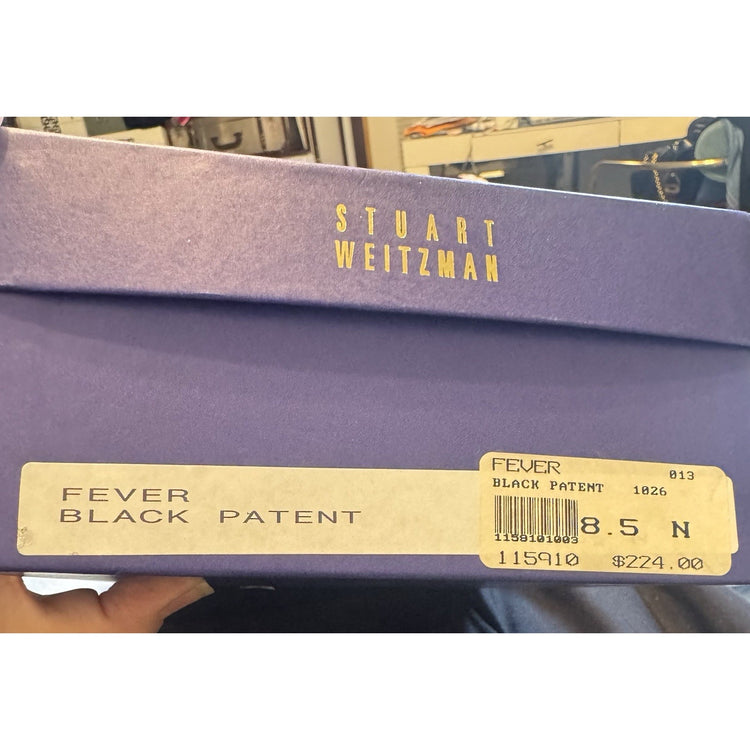 STUART
WEITZMAN
FEVER
BLACK PATENT
FEVER 013
BLACK PATENT 1026
8.5 N
1159101003
115910 $224.00